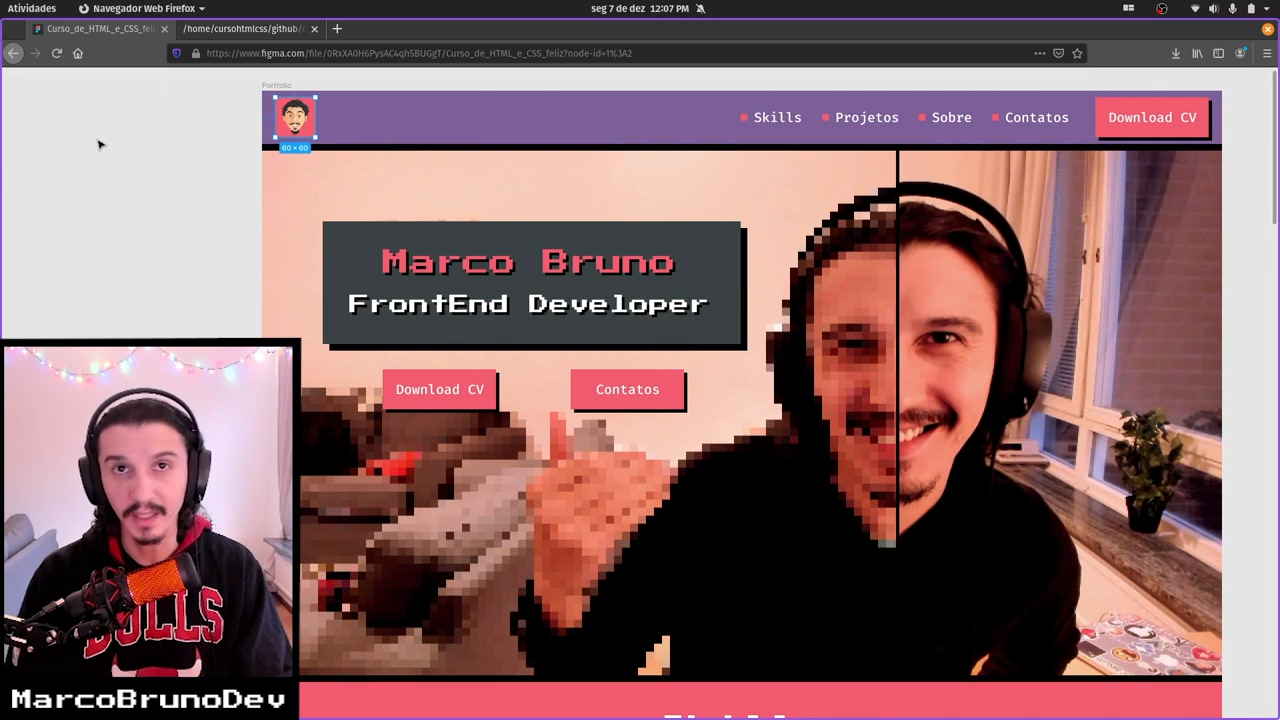 Atividades
Navegador Web Firefox
seg 7 de dez 12:07 PM
Curso_de_HTML_e_CSS_feliz
/home/cursohtmlcss/github/
https://www.figma.com/file/0RxXA0H6PysAC4qh5BUGgT/Curso_de_HTML_e_CSS_feliz?node-id=1%3A2
Portfolio
Skills
Projetos
Sobre
Contatos
Download CV
60 × 60
Marco Bruno
FrontEnd Developer
Download CV
Contatos
BULLS
MarcoBrunoDev